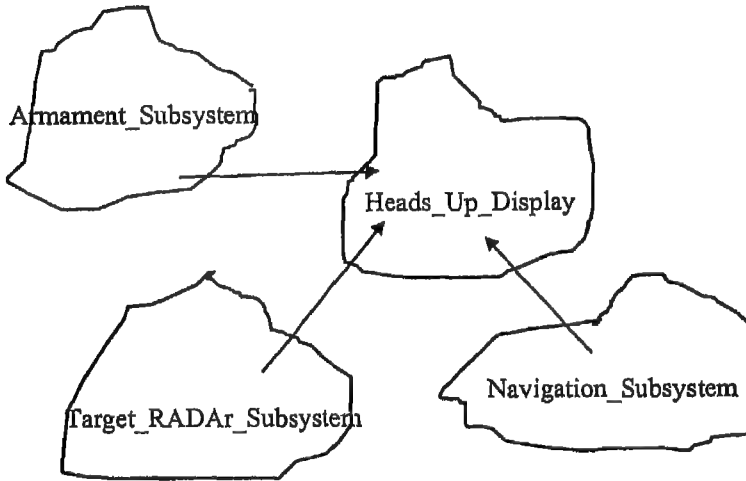 Armament_Subsystem
Heads_Up_Display
Navigation_Subsystem
Target_RADAr_Subsystem